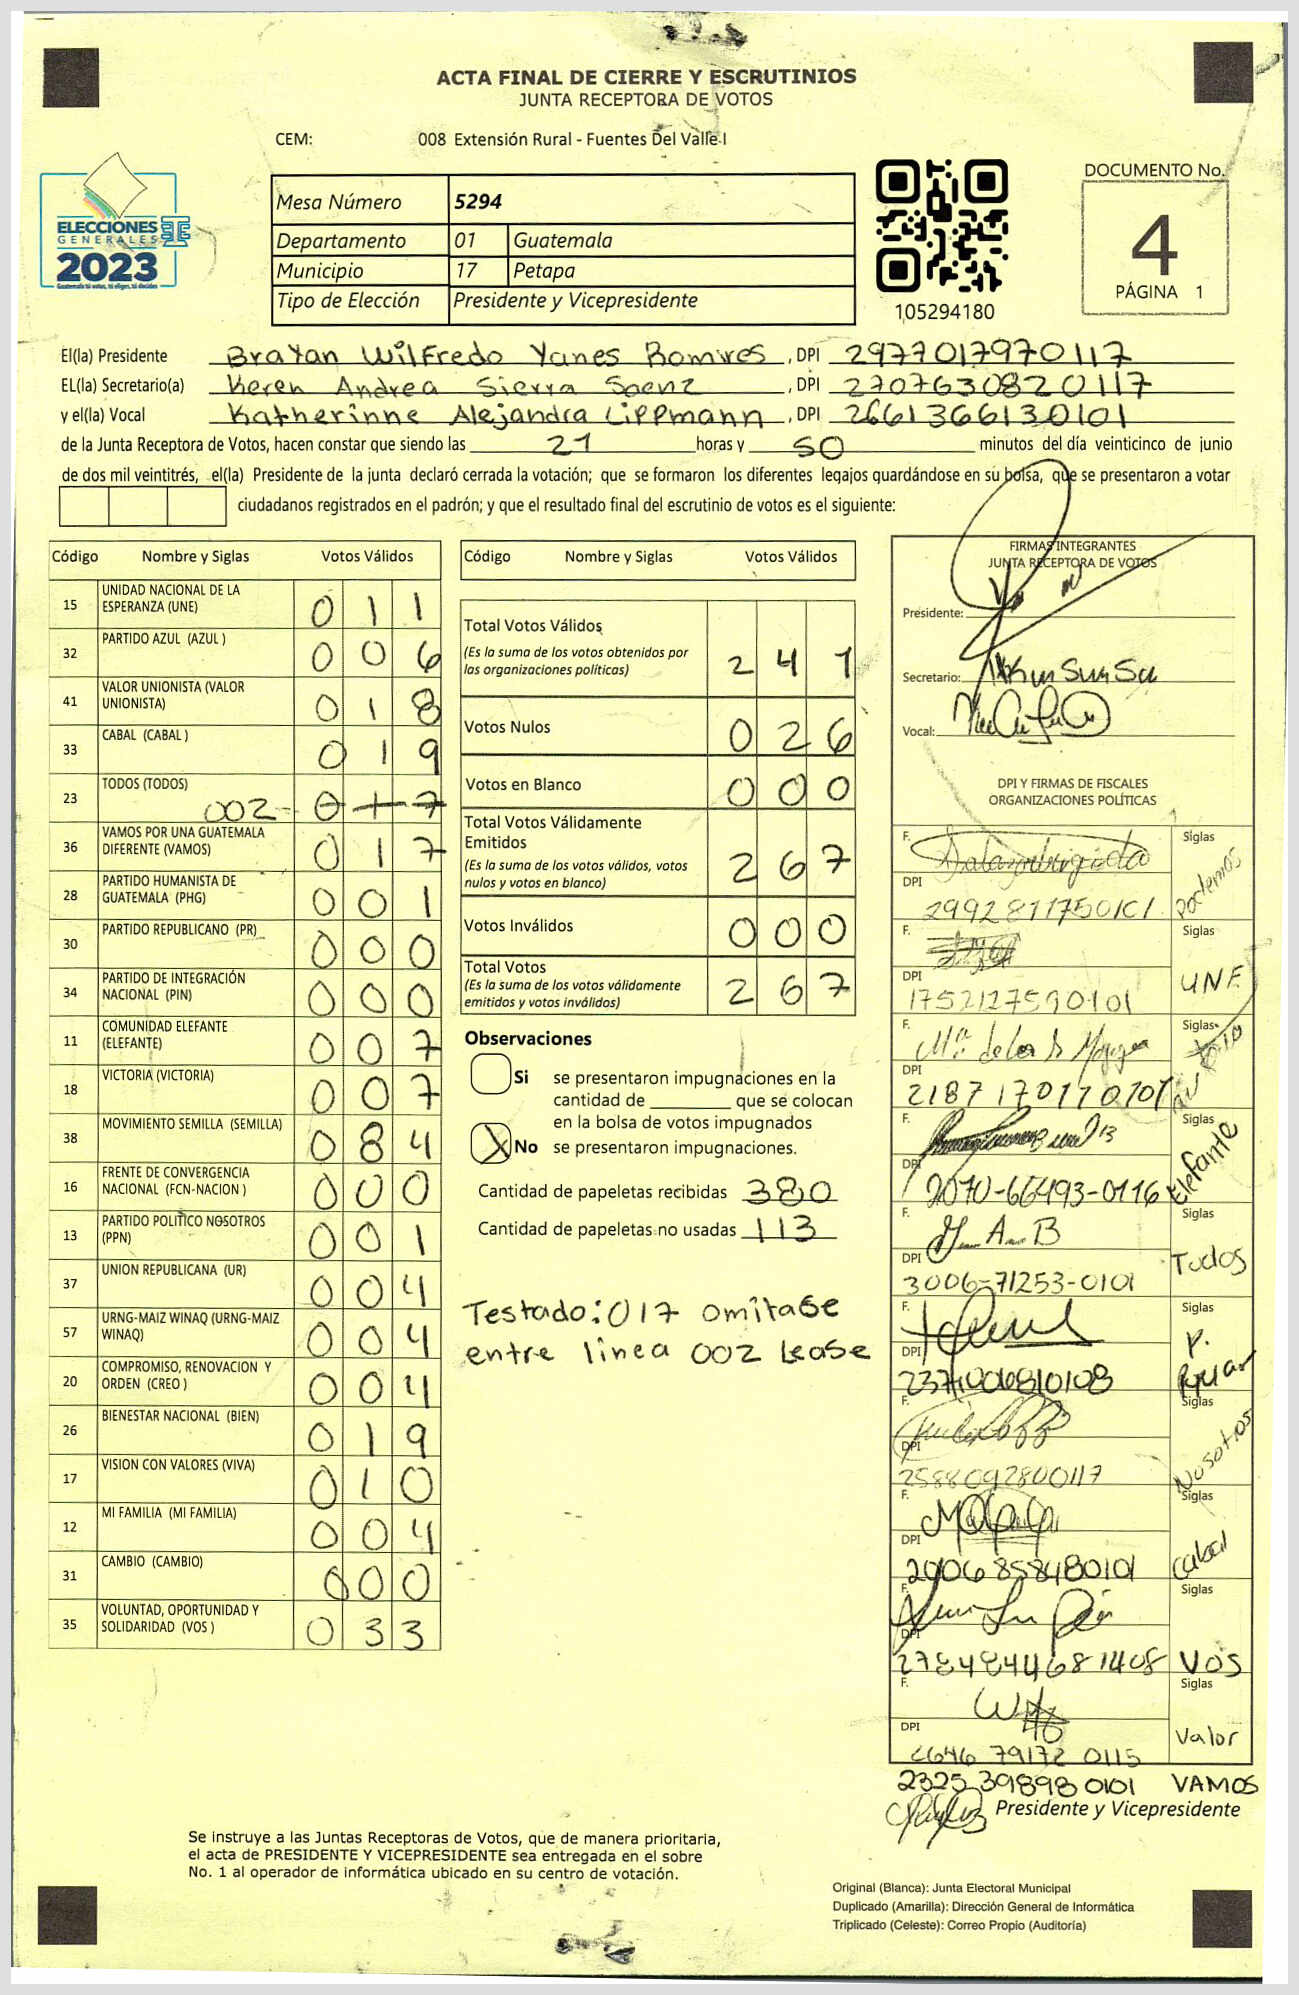 ACTA FINAL DE CIERRE Y ESCRUTINIOS
JUNTA RECEPTORA DE VOTOS
CEM: 008 Extensión Rural - Fuentes Del Valle I
ELECCIONES
GENERALES
2023
Guatemala tú votas, tú eliges, tú decides
Mesa Número 5294
Departamento 01 Guatemala
Municipio 17 Petapa
Tipo de Elección Presidente y Vicepresidente
105294180
DOCUMENTO No.
4
PÁGINA 1
El(la) Presidente Brayan Wilfredo Yanes Ramires, DPI 2977017970117
EL(la) Secretario(a) Keren Andrea Sierra Saenz, DPI 2707630820117
y el(la) Vocal Katherinne Alejandra Lippmann, DPI 2661366130101
de la Junta Receptora de Votos, hacen constar que siendo las 21 horas y 50 minutos del día veinticinco de junio
de dos mil veintitrés, el(la) Presidente de la junta declaró cerrada la votación; que se formaron los diferentes legajos guardándose en su bolsa, que se presentaron a votar
ciudadanos registrados en el padrón; y que el resultado final del escrutinio de votos es el siguiente:
Código Nombre y Siglas Votos Válidos
15 UNIDAD NACIONAL DE LA ESPERANZA (UNE) 011
32 PARTIDO AZUL (AZUL ) 006
41 VALOR UNIONISTA (VALOR UNIONISTA) 018
33 CABAL (CABAL ) 019
23 TODOS (TODOS) 002 017
36 VAMOS POR UNA GUATEMALA DIFERENTE (VAMOS) 017
28 PARTIDO HUMANISTA DE GUATEMALA (PHG) 001
30 PARTIDO REPUBLICANO (PR) 000
34 PARTIDO DE INTEGRACIÓN NACIONAL (PIN) 000
11 COMUNIDAD ELEFANTE (ELEFANTE) 007
18 VICTORIA (VICTORIA) 007
38 MOVIMIENTO SEMILLA (SEMILLA) 084
16 FRENTE DE CONVERGENCIA NACIONAL (FCN-NACION ) 000
13 PARTIDO POLITICO NOSOTROS (PPN) 001
37 UNION REPUBLICANA (UR) 004
57 URNG-MAIZ WINAQ (URNG-MAIZ WINAQ) 004
20 COMPROMISO, RENOVACION Y ORDEN (CREO ) 004
26 BIENESTAR NACIONAL (BIEN) 019
17 VISION CON VALORES (VIVA) 010
12 MI FAMILIA (MI FAMILIA) 004
31 CAMBIO (CAMBIO) 000
35 VOLUNTAD, OPORTUNIDAD Y SOLIDARIDAD (VOS ) 033
Código Nombre y Siglas Votos Válidos
Total Votos Válidos
(Es la suma de los votos obtenidos por las organizaciones políticas) 241
Votos Nulos 026
Votos en Blanco 000
Total Votos Válidamente Emitidos
(Es la suma de los votos válidos, votos nulos y votos en blanco) 267
Votos Inválidos 000
Total Votos
(Es la suma de los votos válidamente emitidos y votos inválidos) 267
Observaciones
Si se presentaron impugnaciones en la
cantidad de ________ que se colocan
en la bolsa de votos impugnados
X No se presentaron impugnaciones.
Cantidad de papeletas recibidas 380
Cantidad de papeletas no usadas 113
Testado: 017 omitase
entre linea 002 Lease
FIRMAS INTEGRANTES
JUNTA RECEPTORA DE VOTOS
Presidente:
Secretario:
Vocal:
DPI Y FIRMAS DE FISCALES
ORGANIZACIONES POLÍTICAS
F. Siglas Podemos
DPI
F. Siglas UNE
DPI 1752127590101
F. Siglas
DPI 2187170170101
F. Siglas Elefante
DPI 2070-66493-0116
F. Siglas Todos
DPI 3006-71253-0101
F. Siglas P. Popular
DPI 2371006810108
F. Siglas Nosotros
DPI 2588092800117
F. Siglas Cabal
DPI 2006858480101
F. Siglas VOS
DPI 2784844681408
F. Siglas Valor
DPI 2646 79172 0115
2325 39898 0101 VAMOS
Presidente y Vicepresidente
Se instruye a las Juntas Receptoras de Votos, que de manera prioritaria,
el acta de PRESIDENTE Y VICEPRESIDENTE sea entregada en el sobre
No. 1 al operador de informática ubicado en su centro de votación.
Original (Blanca): Junta Electoral Municipal
Duplicado (Amarilla): Dirección General de Informática
Triplicado (Celeste): Correo Propio (Auditoría)